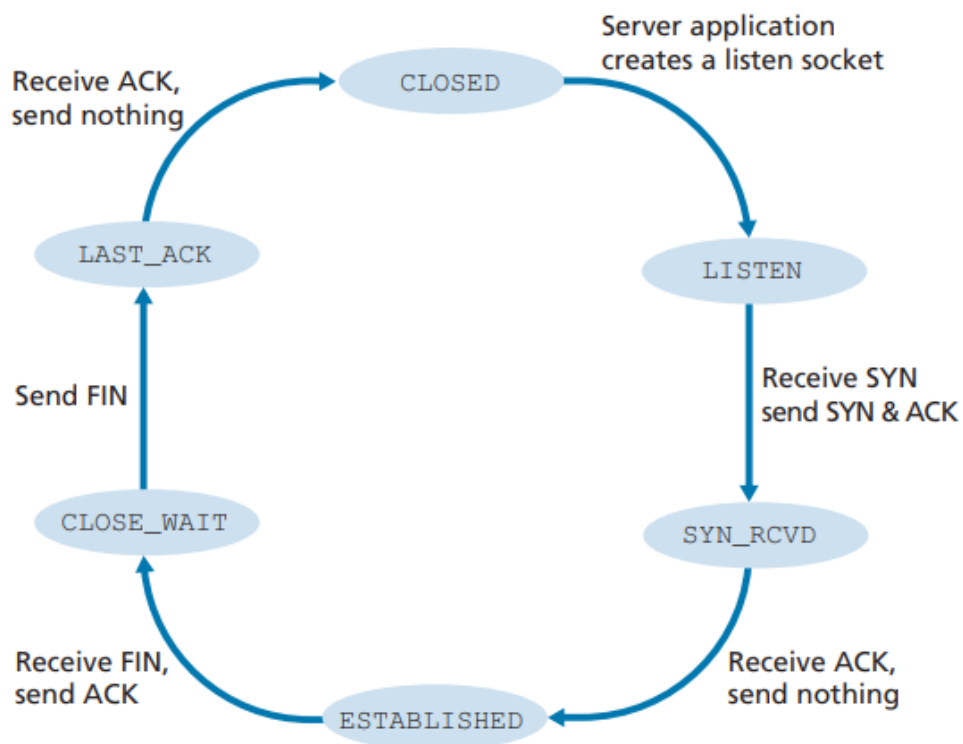 Server application
creates a listen socket
Receive ACK,
send nothing
CLOSED
LAST_ACK
LISTEN
Send FIN
Receive SYN
send SYN & ACK
CLOSE_WAIT
SYN_RCVD
Receive FIN,
send ACK
Receive ACK,
send nothing
ESTABLISHED